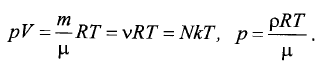 pV = m/μ RT = νRT = NkT, p = ρRT/μ.